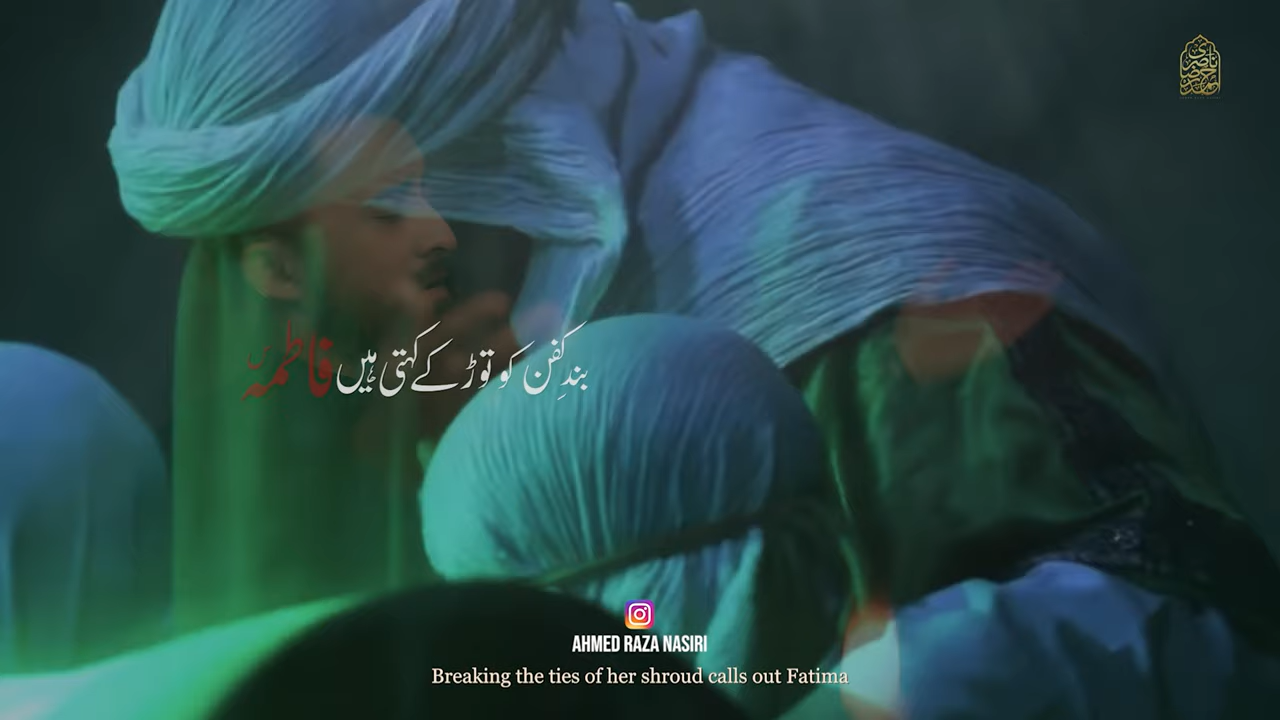 بندِ کفن کو توڑ کے کہتی ہیں فاطمہؑ
AHMED RAZA NASIRI
Breaking the ties of her shroud calls out Fatima